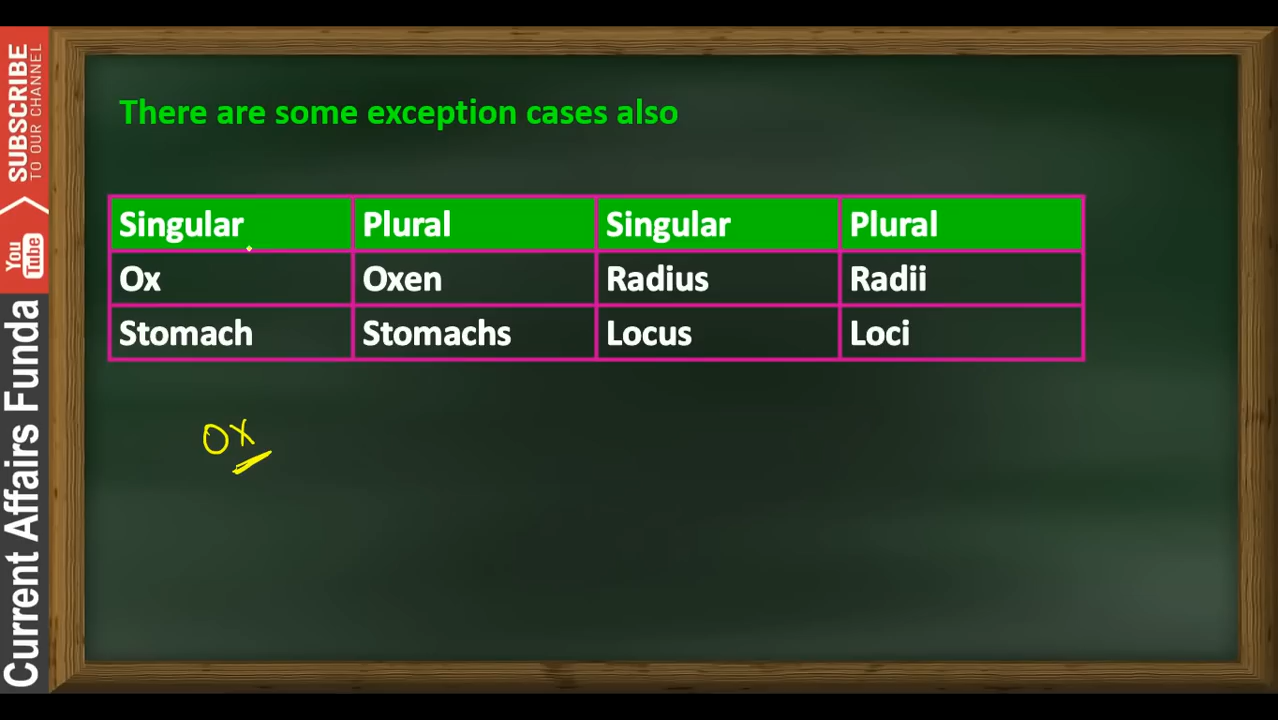 SUBSCRIBE
TO OUR CHANNEL
You Tube
Current Affairs Funda
There are some exception cases also
Singular Plural Singular Plural
Ox Oxen Radius Radii
Stomach Stomachs Locus Loci
OX